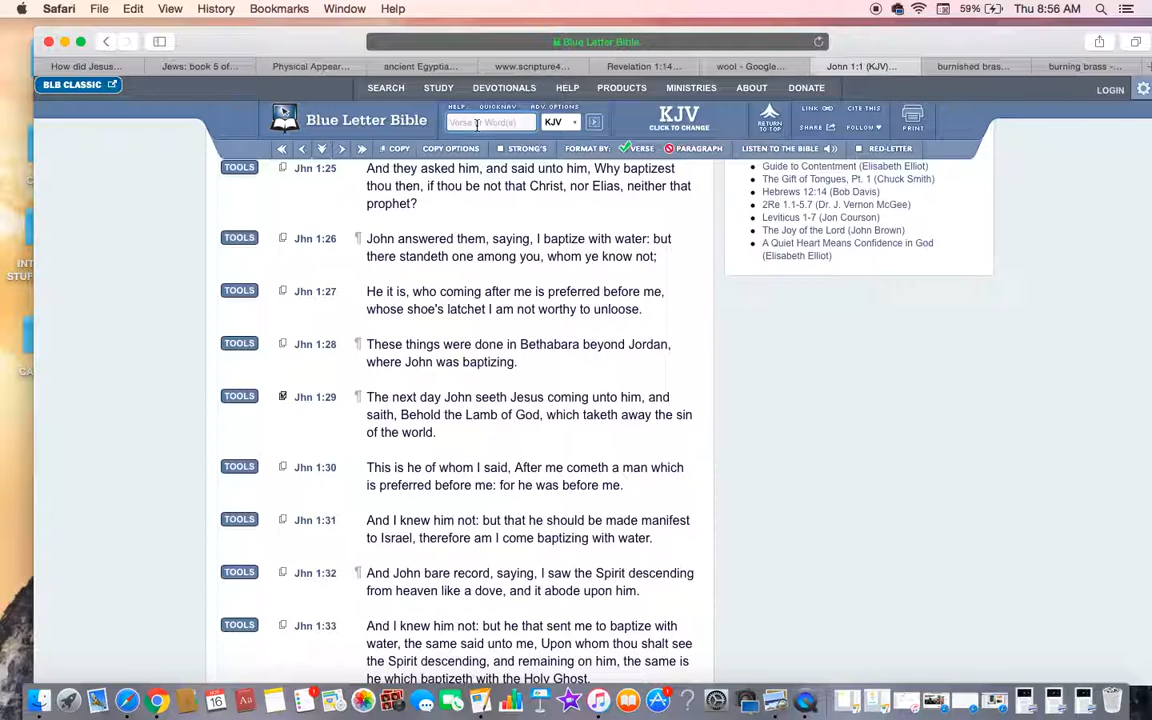 Safari File Edit View History Bookmarks Window Help 59% Thu 8:56 AM
Blue Letter Bible
How did Jesus... Jews: book 5 of... Physical Appear... ancient Egyptia... www.scripture4... Revelation 1:14... wool - Google... John 1:1 (KJV)... burnished bras... burning brass -...
BLB CLASSIC SEARCH STUDY DEVOTIONALS HELP PRODUCTS MINISTRIES ABOUT DONATE LOGIN
HELP QUICKNAV ADV. OPTIONS
Blue Letter Bible Verse or Word(s) KJV
KJV
CLICK TO CHANGE
RETURN TO TOP
LINK CITE THIS
SHARE FOLLOW PRINT
COPY COPY OPTIONS STRONG'S FORMAT BY: VERSE PARAGRAPH LISTEN TO THE BIBLE RED-LETTER
TOOLS Jhn 1:25 And they asked him, and said unto him, Why baptizest
thou then, if thou be not that Christ, nor Elias, neither that
prophet?
TOOLS Jhn 1:26 ¶ John answered them, saying, I baptize with water: but
there standeth one among you, whom ye know not;
TOOLS Jhn 1:27 He it is, who coming after me is preferred before me,
whose shoe's latchet I am not worthy to unloose.
TOOLS Jhn 1:28 ¶ These things were done in Bethabara beyond Jordan,
where John was baptizing.
TOOLS Jhn 1:29 ¶ The next day John seeth Jesus coming unto him, and
saith, Behold the Lamb of God, which taketh away the sin
of the world.
TOOLS Jhn 1:30 This is he of whom I said, After me cometh a man which
is preferred before me: for he was before me.
TOOLS Jhn 1:31 And I knew him not: but that he should be made manifest
to Israel, therefore am I come baptizing with water.
TOOLS Jhn 1:32 ¶ And John bare record, saying, I saw the Spirit descending
from heaven like a dove, and it abode upon him.
TOOLS Jhn 1:33 And I knew him not: but he that sent me to baptize with
water, the same said unto me, Upon whom thou shalt see
the Spirit descending, and remaining on him, the same is
he which baptizeth with the Holy Ghost.
Guide to Contentment (Elisabeth Elliot)
The Gift of Tongues, Pt. 1 (Chuck Smith)
Hebrews 12:14 (Bob Davis)
2Re 1.1-5.7 (Dr. J. Vernon McGee)
Leviticus 1-7 (Jon Courson)
The Joy of the Lord (John Brown)
A Quiet Heart Means Confidence in God
(Elisabeth Elliot)